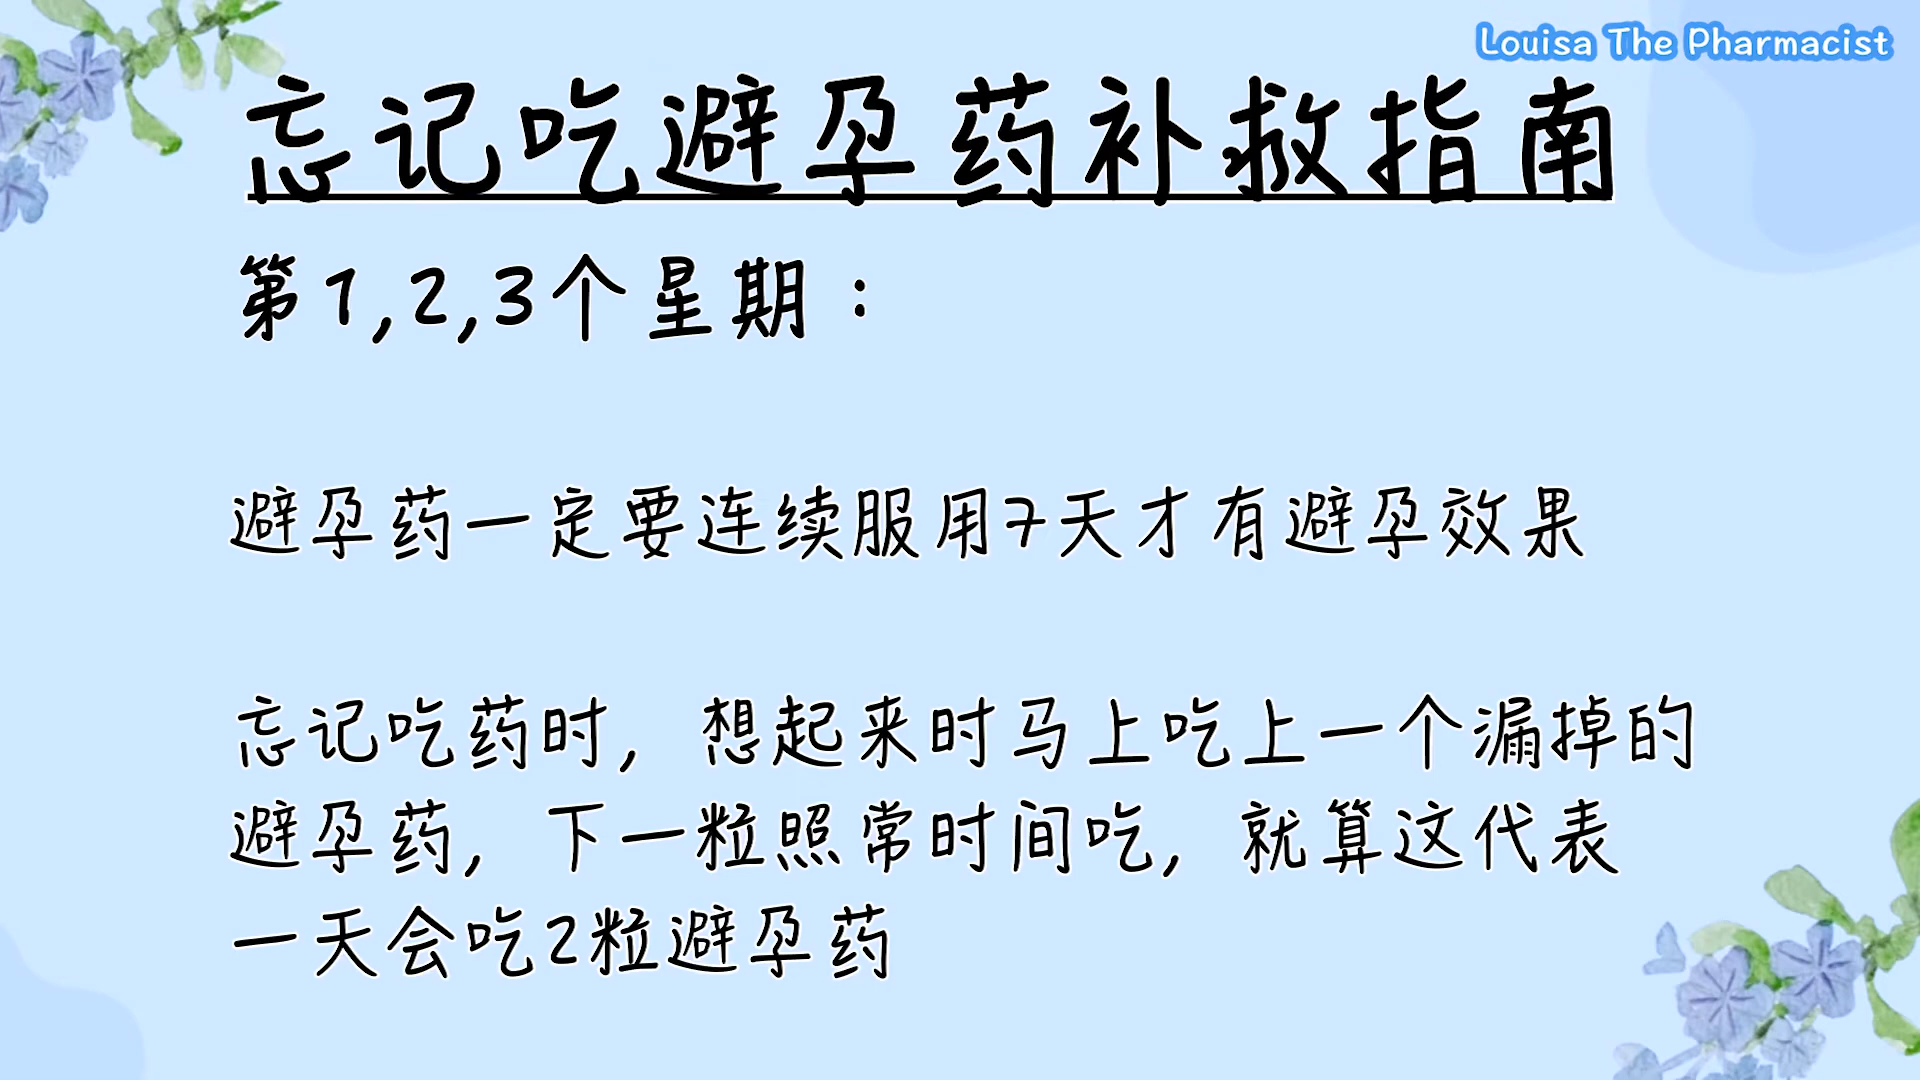 Louisa The Pharmacist
忘记吃避孕药补救指南
第1,2,3个星期：
避孕药一定要连续服用7天才有避孕效果
忘记吃药时，想起来时马上吃上一个漏掉的
避孕药，下一粒照常时间吃，就算这代表
一天会吃2粒避孕药